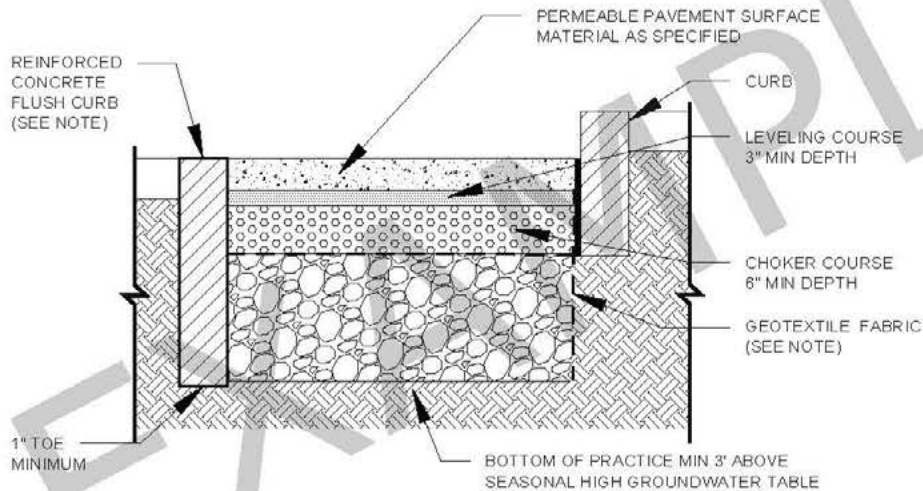 PERMEABLE PAVEMENT SURFACE
MATERIAL AS SPECIFIED
REINFORCED
CONCRETE
FLUSH CURB
(SEE NOTE)
CURB
LEVELING COURSE
3" MIN DEPTH
CHOKER COURSE
6" MIN DEPTH
GEOTEXTILE FABRIC
(SEE NOTE)
1" TOE
MINIMUM
BOTTOM OF PRACTICE MIN 3' ABOVE
SEASONAL HIGH GROUNDWATER TABLE
EXAMPL